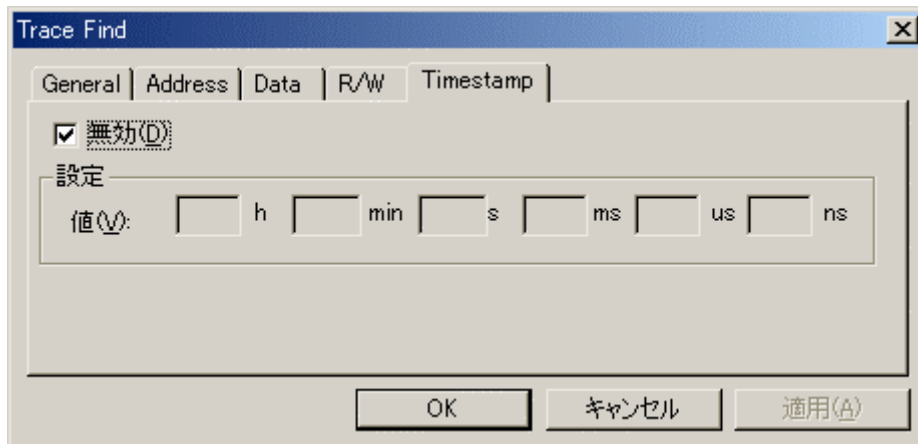 Trace Find
General Address Data R/W Timestamp
無効(D)
設定
値(V): h min s ms us ns
OK キャンセル 適用(A)